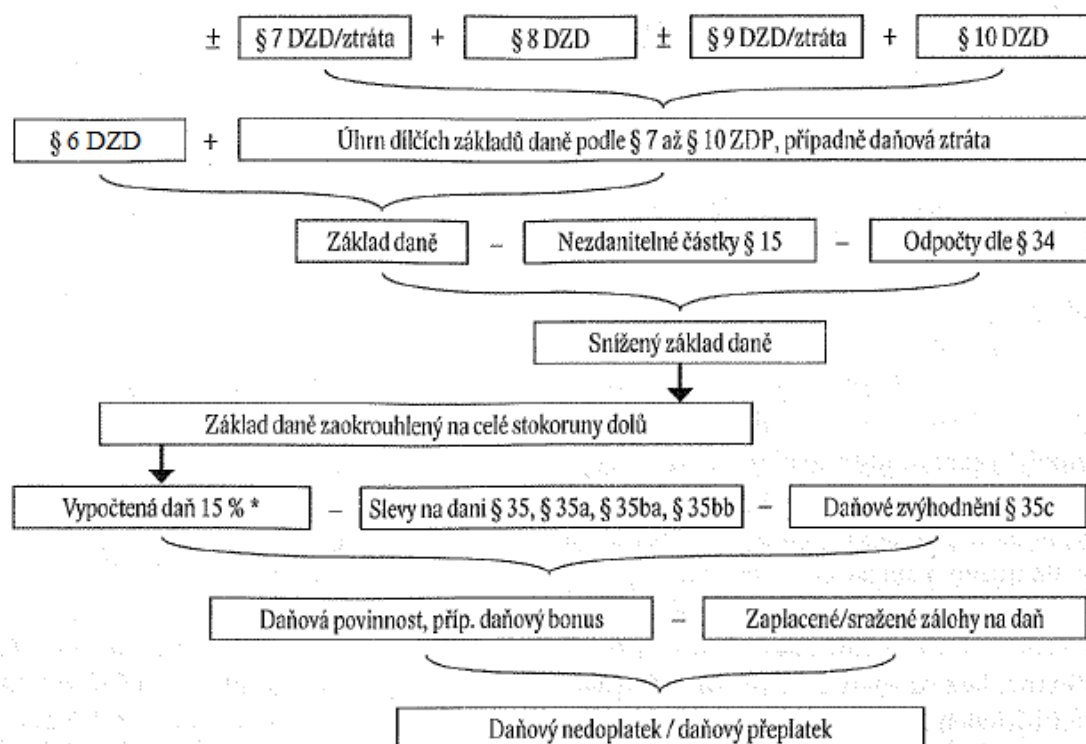 ± § 7 DZD/ztráta + § 8 DZD ± § 9 DZD/ztráta + § 10 DZD
§ 6 DZD + Úhrn dílčích základů daně podle § 7 až § 10 ZDP, případně daňová ztráta
Základ daně – Nezdanitelné částky § 15 – Odpočty dle § 34
Snížený základ daně
Základ daně zaokrouhlený na celé stokoruny dolů
Vypočtená daň 15 % * – Slevy na dani § 35, § 35a, § 35ba, § 35bb – Daňové zvýhodnění § 35c
Daňová povinnost, příp. daňový bonus – Zaplacené/sražené zálohy na daň
Daňový nedoplatek / daňový přeplatek